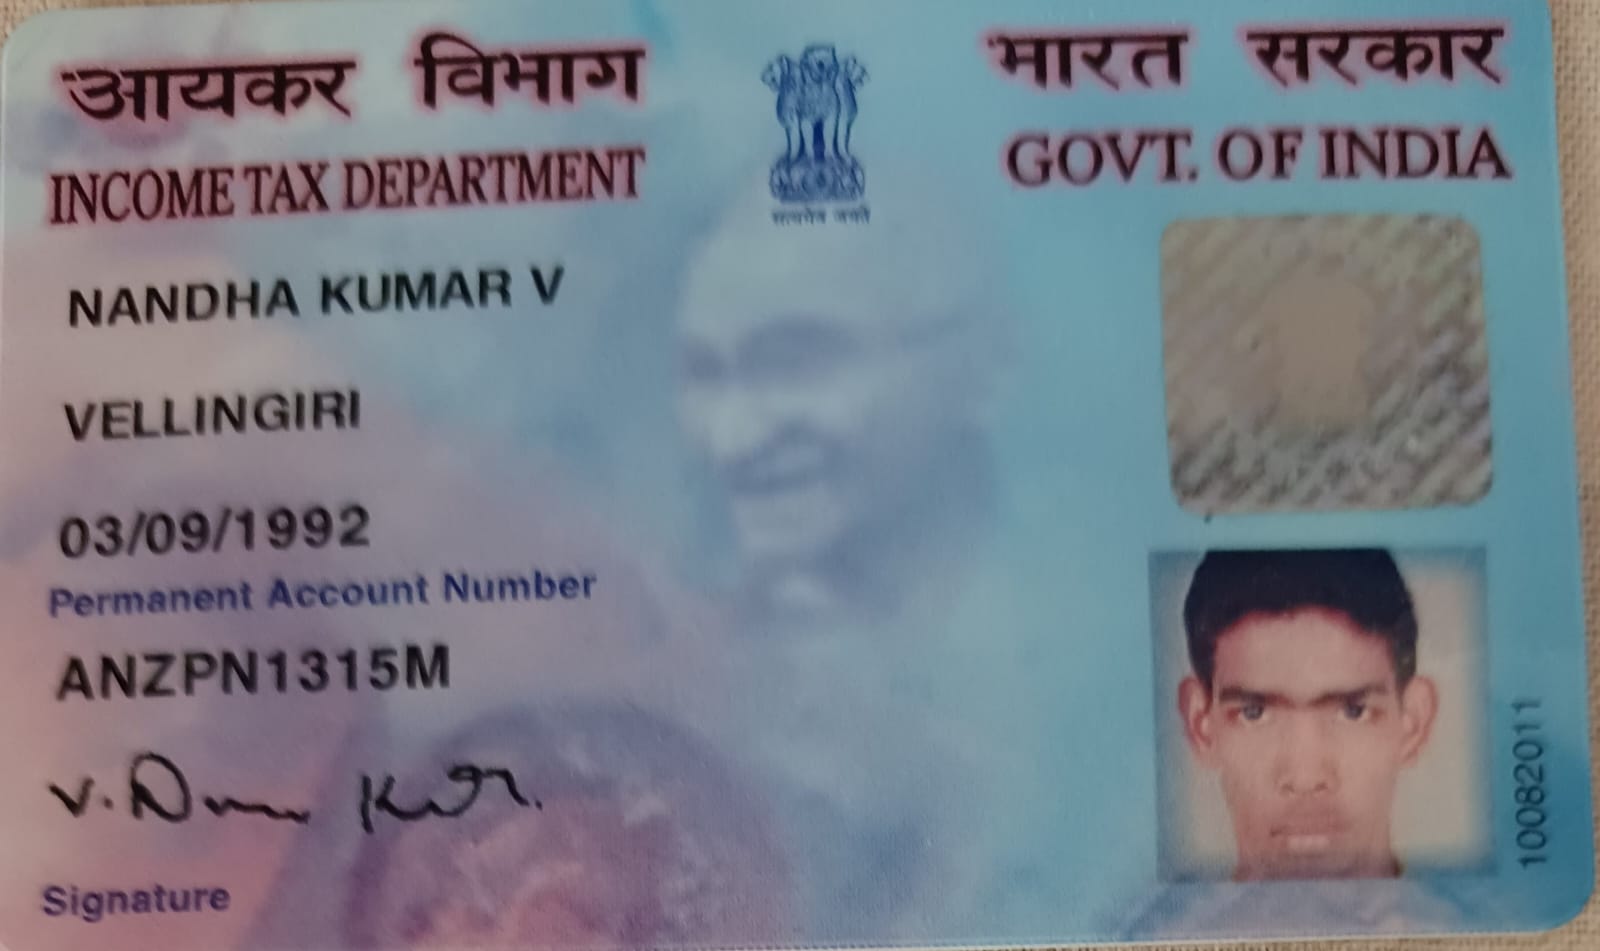 आयकर विभाग
INCOME TAX DEPARTMENT
सत्यमेव जयते
भारत सरकार
GOVT. OF INDIA
NANDHA KUMAR V
VELLINGIRI
03/09/1992
Permanent Account Number
ANZPN1315M
Signature
10082011